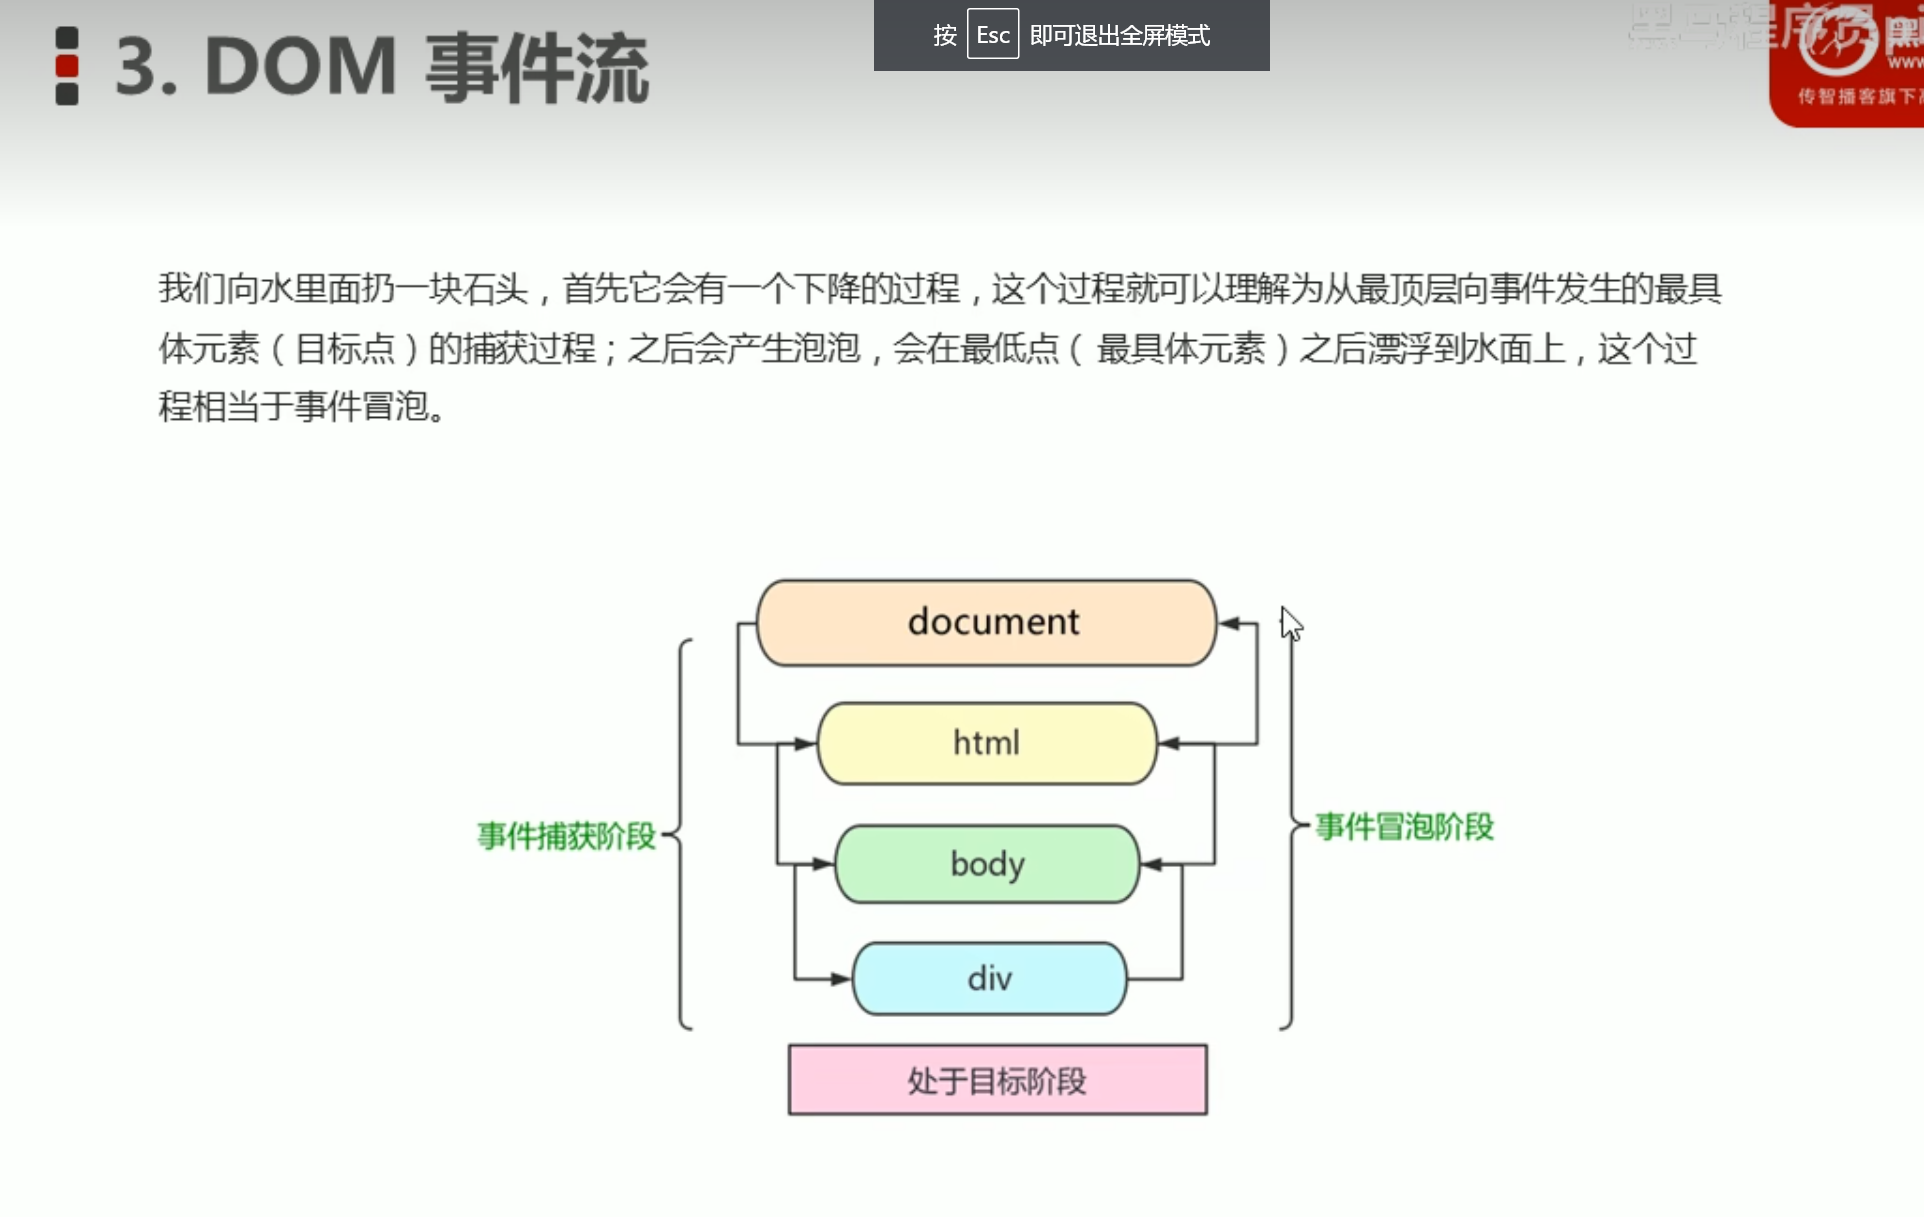 按 Esc 即可退出全屏模式
3. DOM 事件流
黑马程序员
www
传智播客旗下
我们向水里面扔一块石头，首先它会有一个下降的过程，这个过程就可以理解为从最顶层向事件发生的最具
体元素（目标点）的捕获过程；之后会产生泡泡，会在最低点（ 最具体元素）之后漂浮到水面上，这个过
程相当于事件冒泡。
document
html
事件捕获阶段
事件冒泡阶段
body
div
处于目标阶段